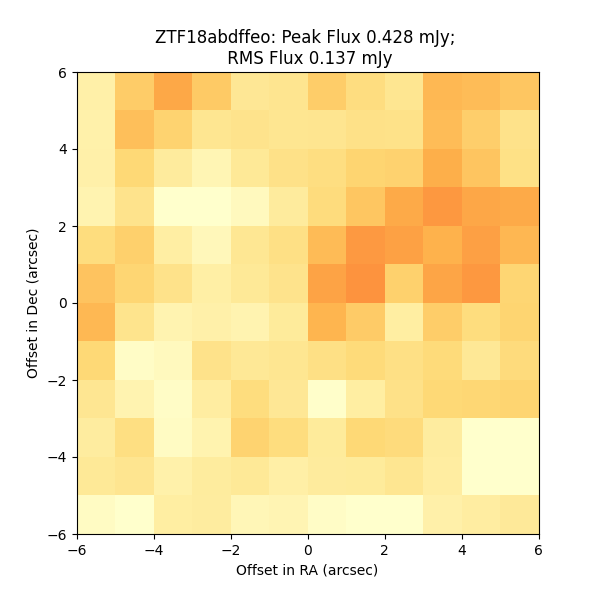 ZTF18abdffeo: Peak Flux 0.428 mJy;
RMS Flux 0.137 mJy
6
4
2
0
−2
−4
−6
Offset in Dec (arcsec)
−6 −4 −2 0 2 4 6
Offset in RA (arcsec)